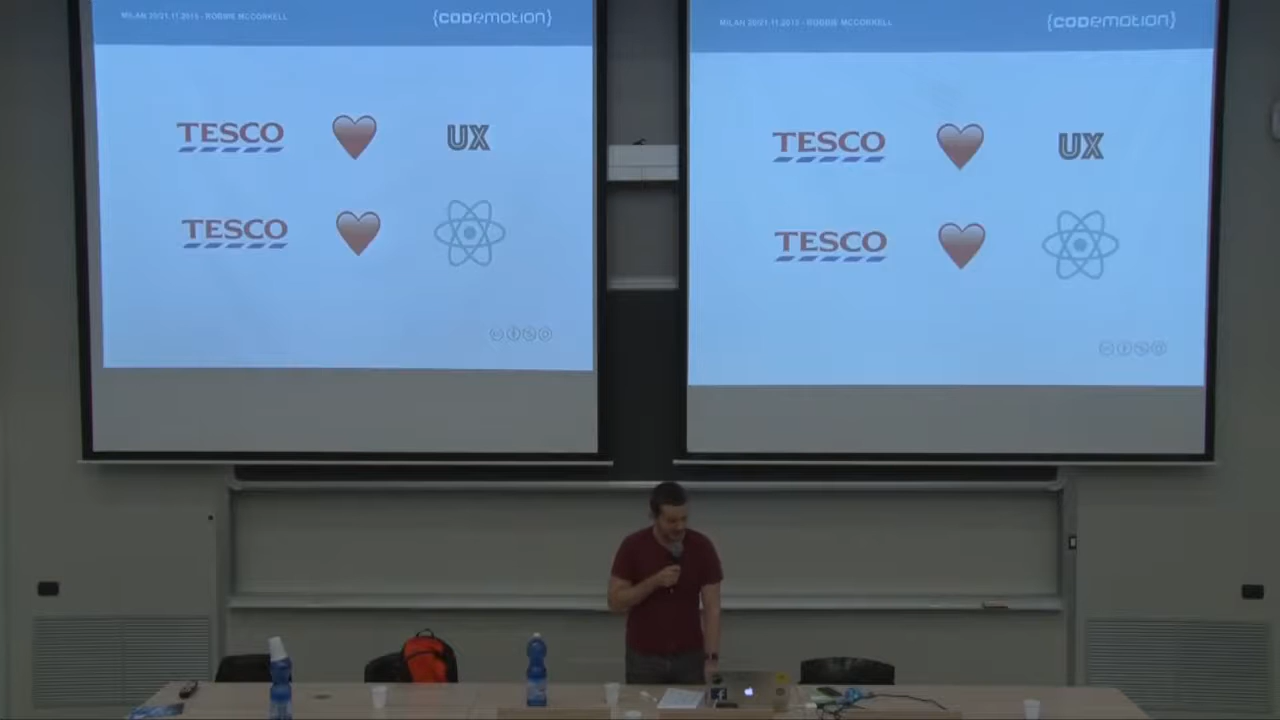 MILAN 20/21.11.2015 - ROBBIE MCCORKELL
{CODEMOTION}
TESCO
UX
TESCO
MILAN 20/21.11.2015 - ROBBIE MCCORKELL
{CODEMOTION}
TESCO
UX
TESCO